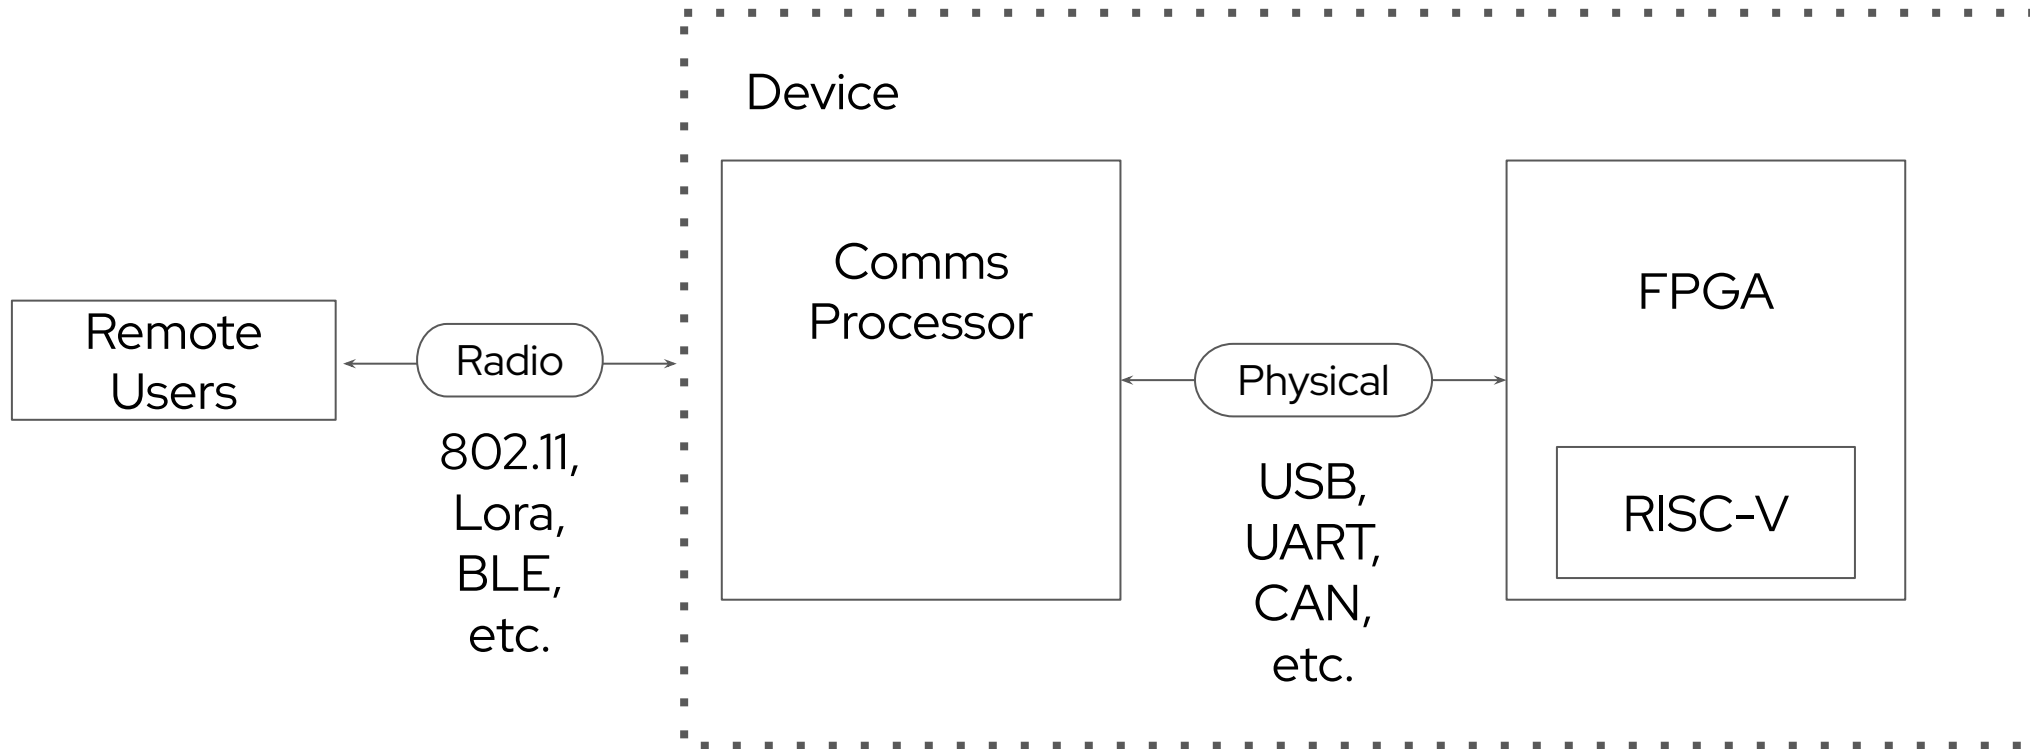 Device
Comms
Processor
FPGA
Remote
Users
Radio
Physical
802.11,
Lora,
BLE,
etc.
USB,
UART,
CAN,
etc.
RISC-V